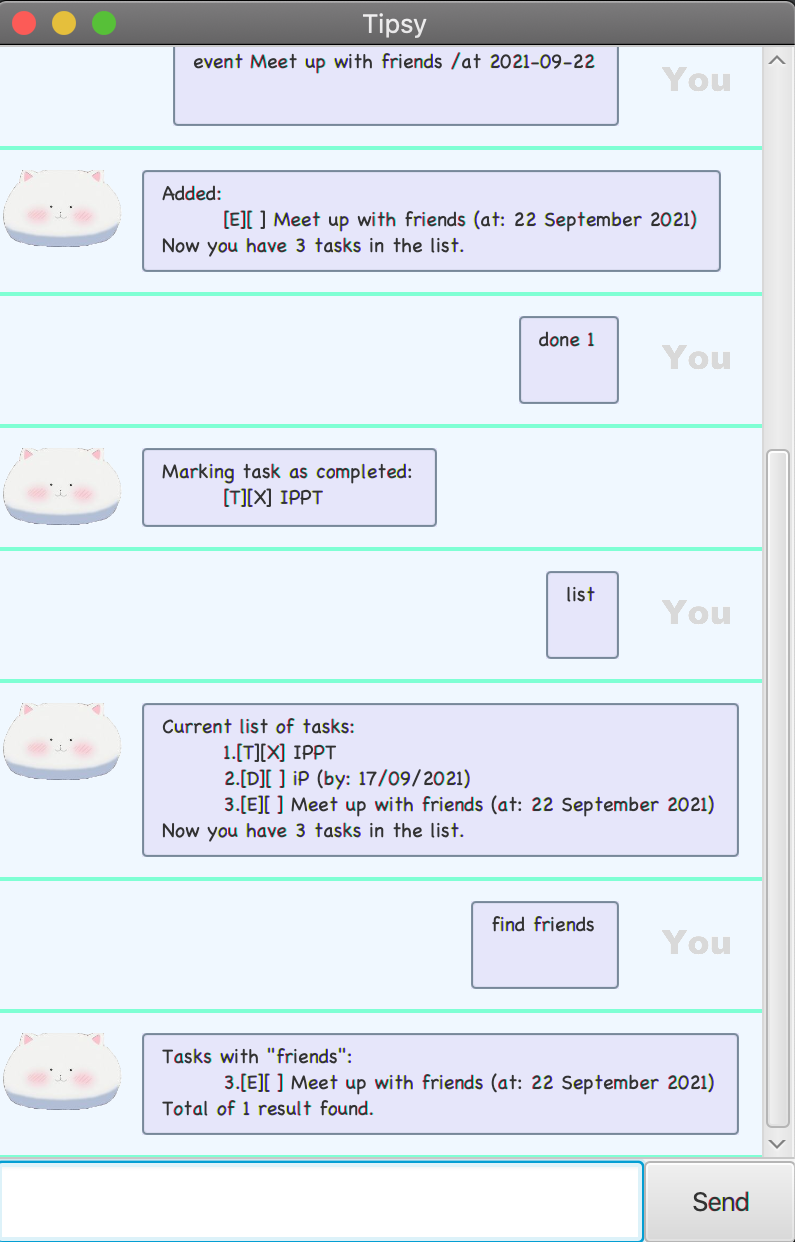 Tipsy
event Meet up with friends /at 2021-09-22
You
Added:
[E][ ] Meet up with friends (at: 22 September 2021)
Now you have 3 tasks in the list.
done 1
You
Marking task as completed:
[T][X] IPPT
list
You
Current list of tasks:
1.[T][X] IPPT
2.[D][ ] iP (by: 17/09/2021)
3.[E][ ] Meet up with friends (at: 22 September 2021)
Now you have 3 tasks in the list.
find friends
You
Tasks with "friends":
3.[E][ ] Meet up with friends (at: 22 September 2021)
Total of 1 result found.
Send